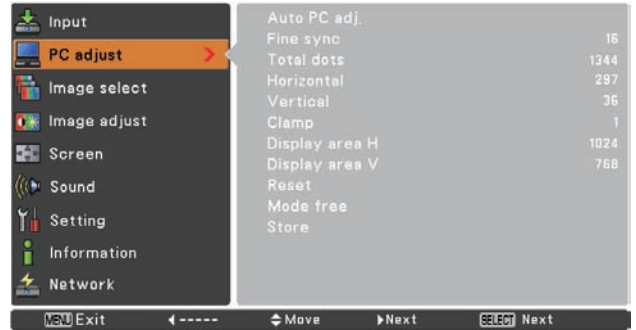 Input
PC adjust
Image select
Image adjust
Screen
Sound
Setting
Information
Network
Auto PC adj.
Fine sync 16
Total dots 1344
Horizontal 297
Vertical 36
Clamp 1
Display area H 1024
Display area V 768
Reset
Mode free
Store
MENU Exit ◄----- ◆Move ►Next SELECT Next